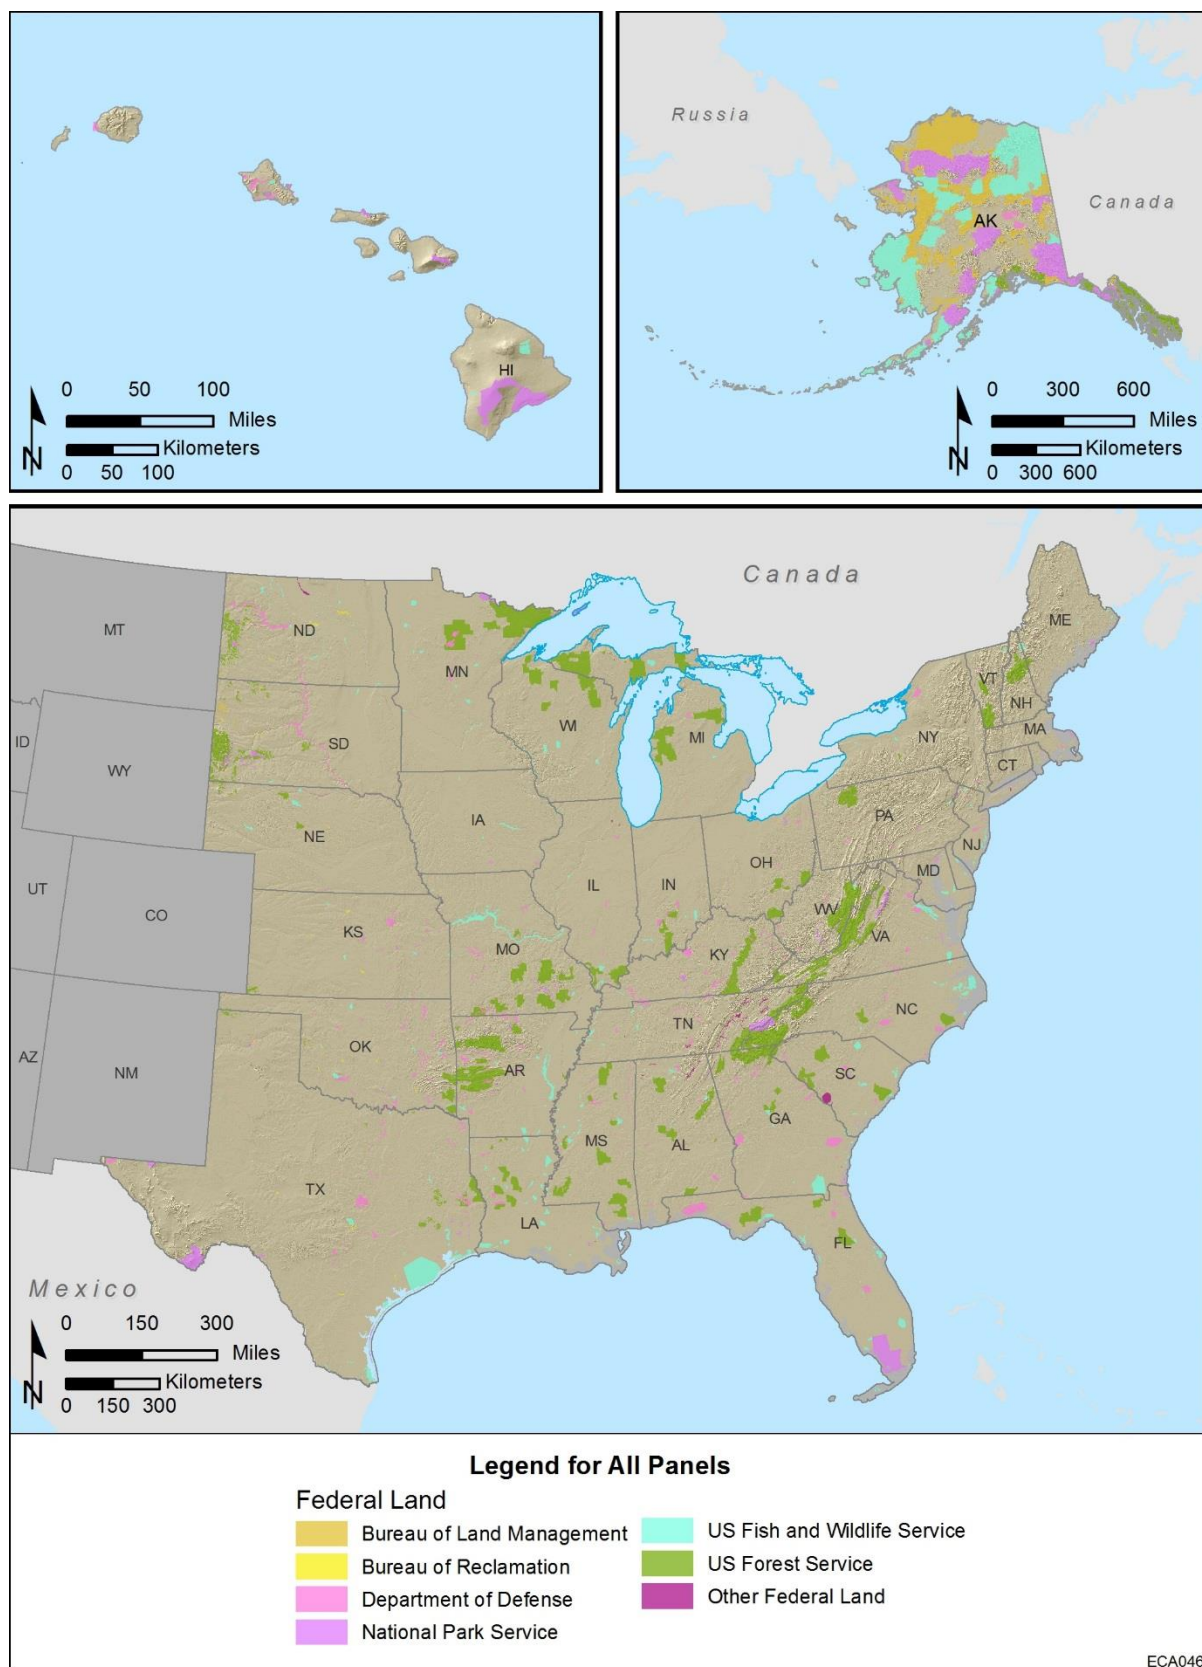 HI
0 50 100
Miles
Kilometers
0 50 100
N
Russia
Canada
AK
0 300 600
Miles
Kilometers
0 300 600
N
Canada
MT
ND
MN
ME
VT
NH
ID
WY
SD
WI
MI
NY
MA
CT
IA
NE
PA
NJ
OH
MD
UT
CO
IL
IN
WV
VA
KS
MO
KY
AZ
NM
OK
AR
TN
NC
SC
MS
AL
GA
TX
LA
FL
Mexico
0 150 300
Miles
Kilometers
0 150 300
N
Legend for All Panels
Federal Land
Bureau of Land Management
Bureau of Reclamation
Department of Defense
National Park Service
US Fish and Wildlife Service
US Forest Service
Other Federal Land
ECA046